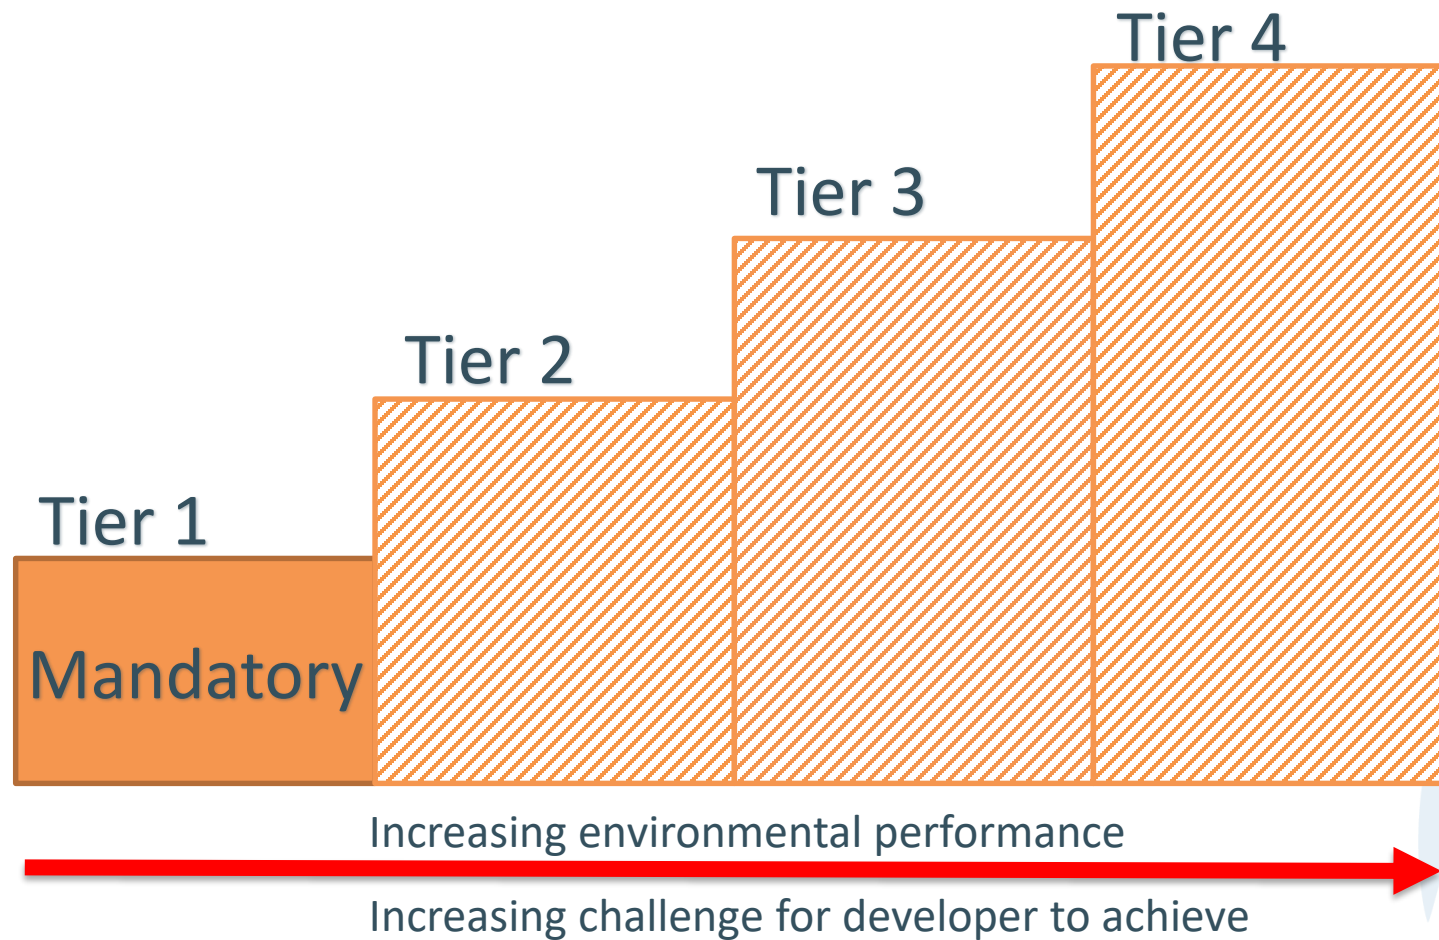 Tier 4
Tier 3
Tier 2
Tier 1
Mandatory
Increasing environmental performance
Increasing challenge for developer to achieve